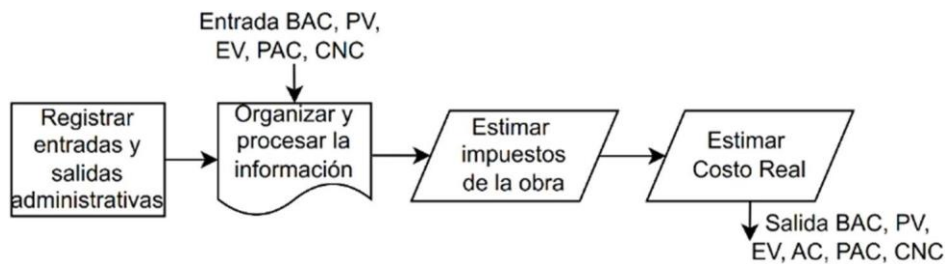 Entrada BAC, PV,
EV, PAC, CNC
Registrar
entradas y
salidas
administrativas
Organizar y
procesar la
información
Estimar
impuestos
de la obra
Estimar
Costo Real
Salida BAC, PV,
EV, AC, PAC, CNC